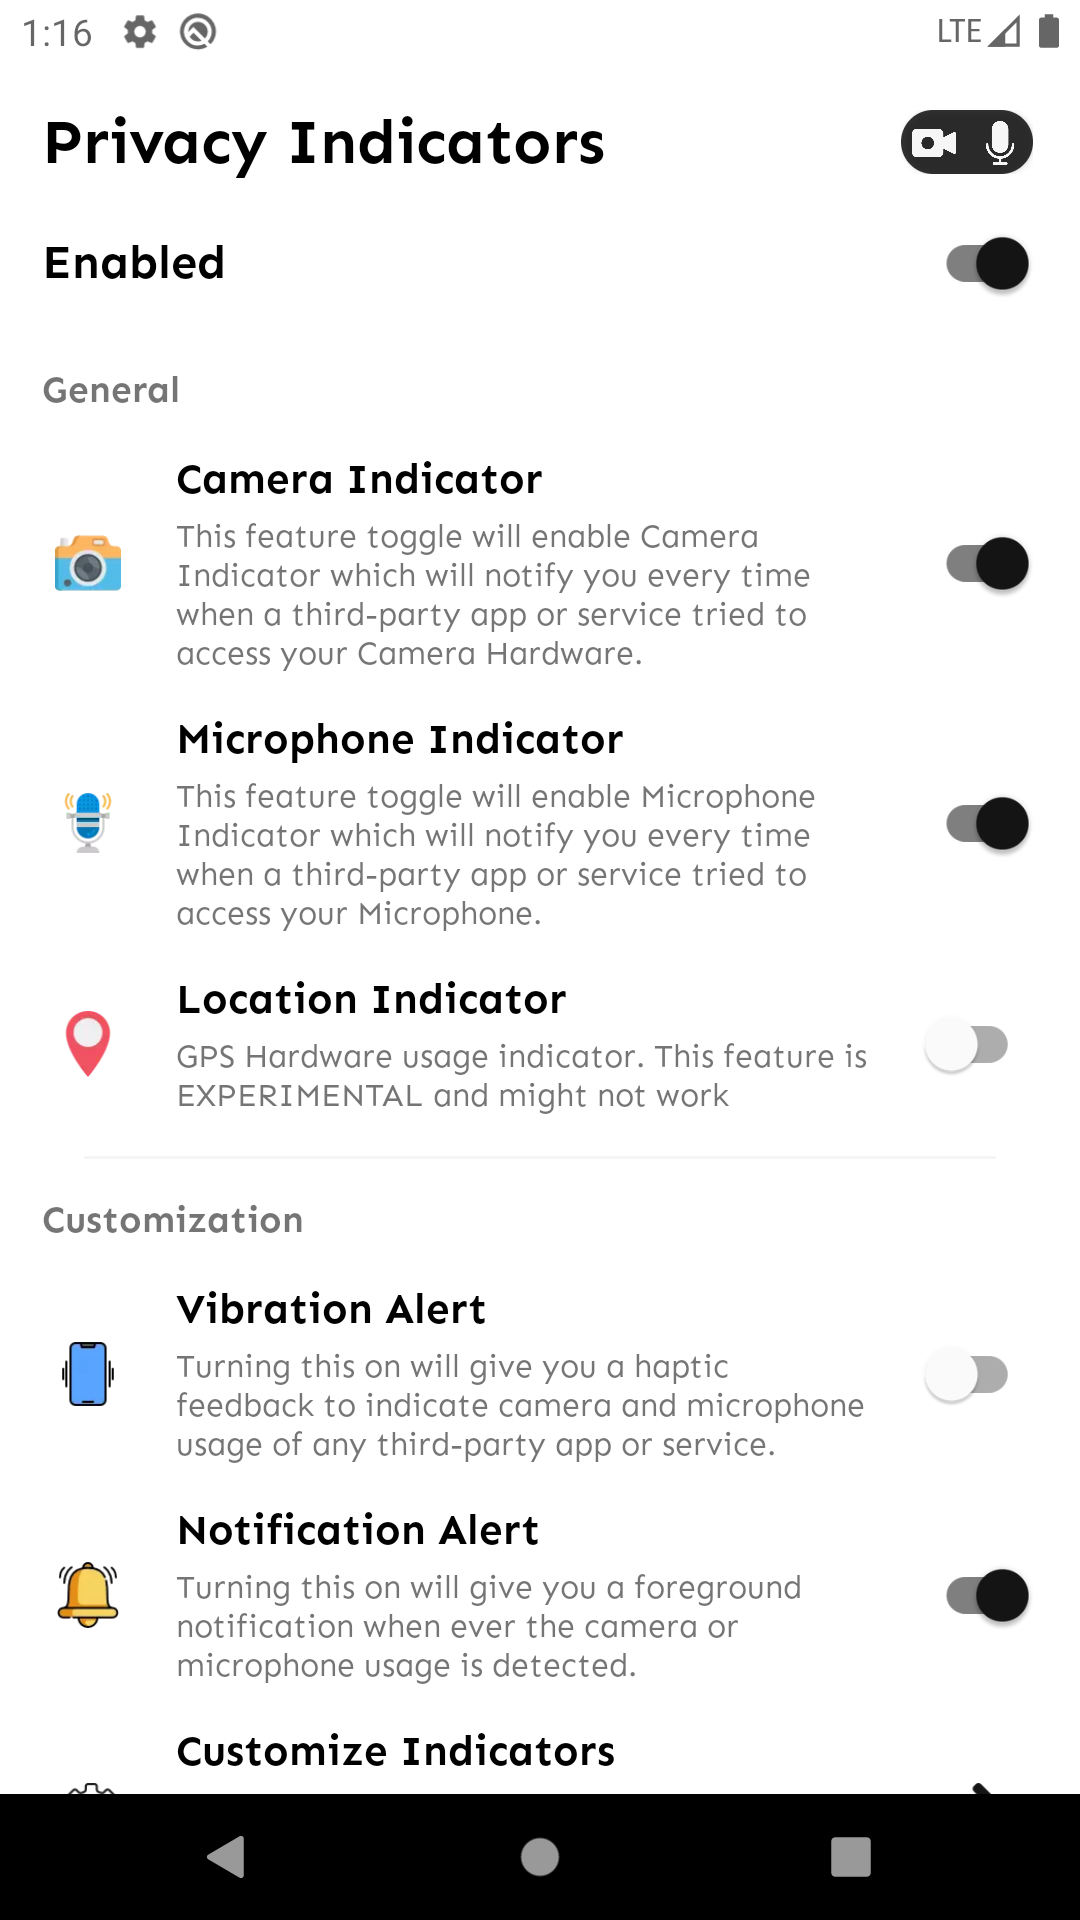 1:16
LTE
Privacy Indicators
Enabled
General
Camera Indicator
This feature toggle will enable Camera
Indicator which will notify you every time
when a third-party app or service tried to
access your Camera Hardware.
Microphone Indicator
This feature toggle will enable Microphone
Indicator which will notify you every time
when a third-party app or service tried to
access your Microphone.
Location Indicator
GPS Hardware usage indicator. This feature is
EXPERIMENTAL and might not work
Customization
Vibration Alert
Turning this on will give you a haptic
feedback to indicate camera and microphone
usage of any third-party app or service.
Notification Alert
Turning this on will give you a foreground
notification when ever the camera or
microphone usage is detected.
Customize Indicators